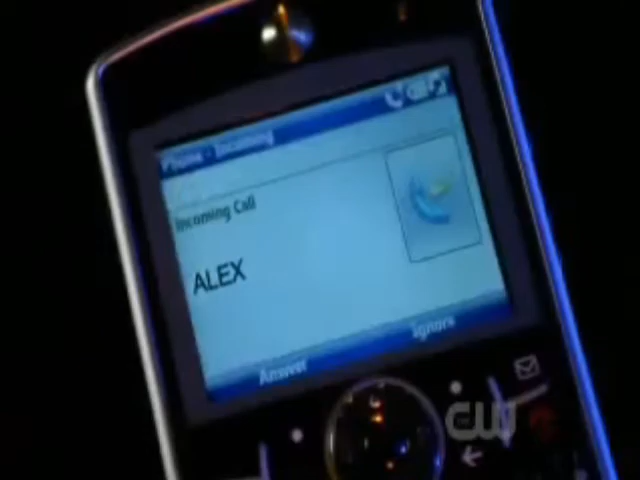 Phone - Incoming
Incoming Call
ALEX
Answer
Ignore
CW